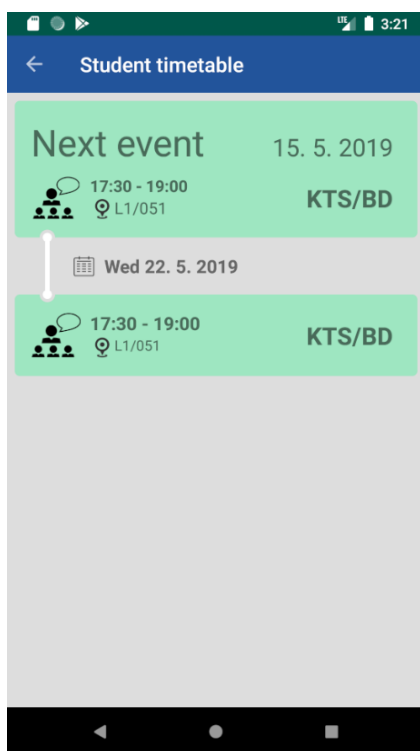 LTE 3:21
Student timetable
Next event 15. 5. 2019
17:30 - 19:00
L1/051 KTS/BD
Wed 22. 5. 2019
17:30 - 19:00
L1/051 KTS/BD